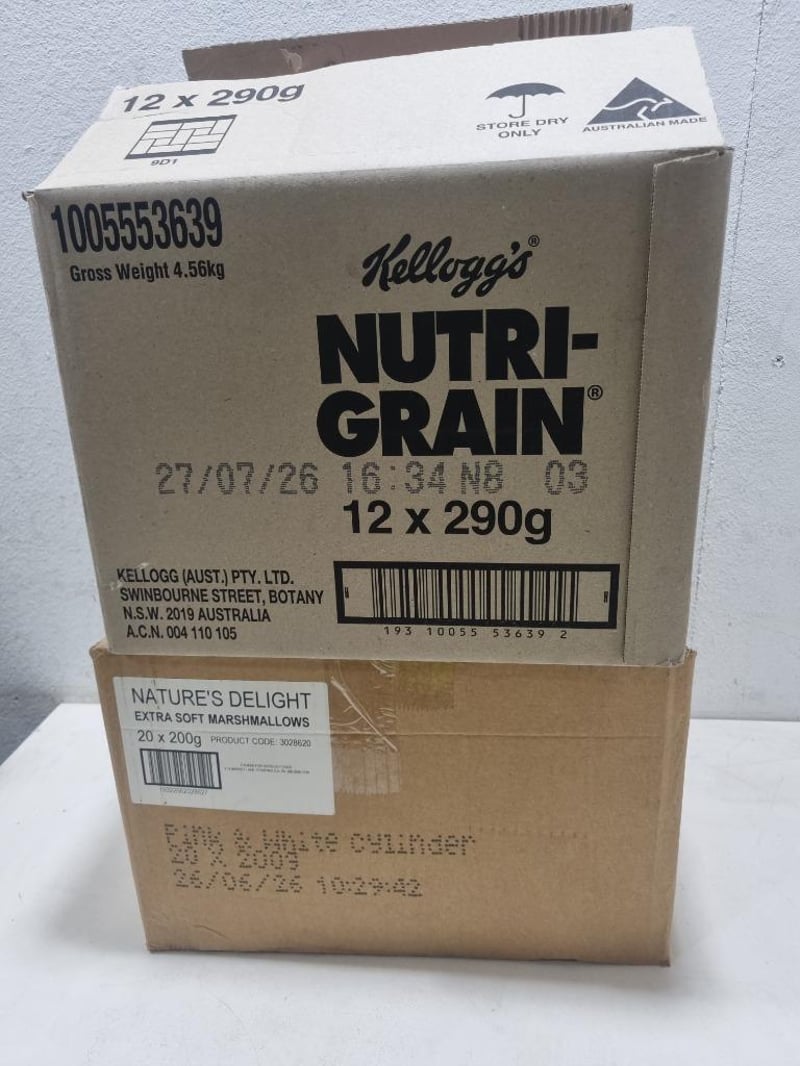 12 x 290g
9D1
STORE DRY
ONLY
AUSTRALIAN MADE
1005553639
Gross Weight 4.56kg
Kellogg's®
NUTRI-
GRAIN®
27/07/26 16:34 N8 03
12 x 290g
KELLOGG (AUST.) PTY. LTD.
SWINBOURNE STREET, BOTANY
N.S.W. 2019 AUSTRALIA
A.C.N. 004 110 105
193 10055 53639 2
NATURE'S DELIGHT
EXTRA SOFT MARSHMALLOWS
20 x 200g PRODUCT CODE: 3028620
Pink & White cylinder
20 X 200g
26/06/26 10:29:42